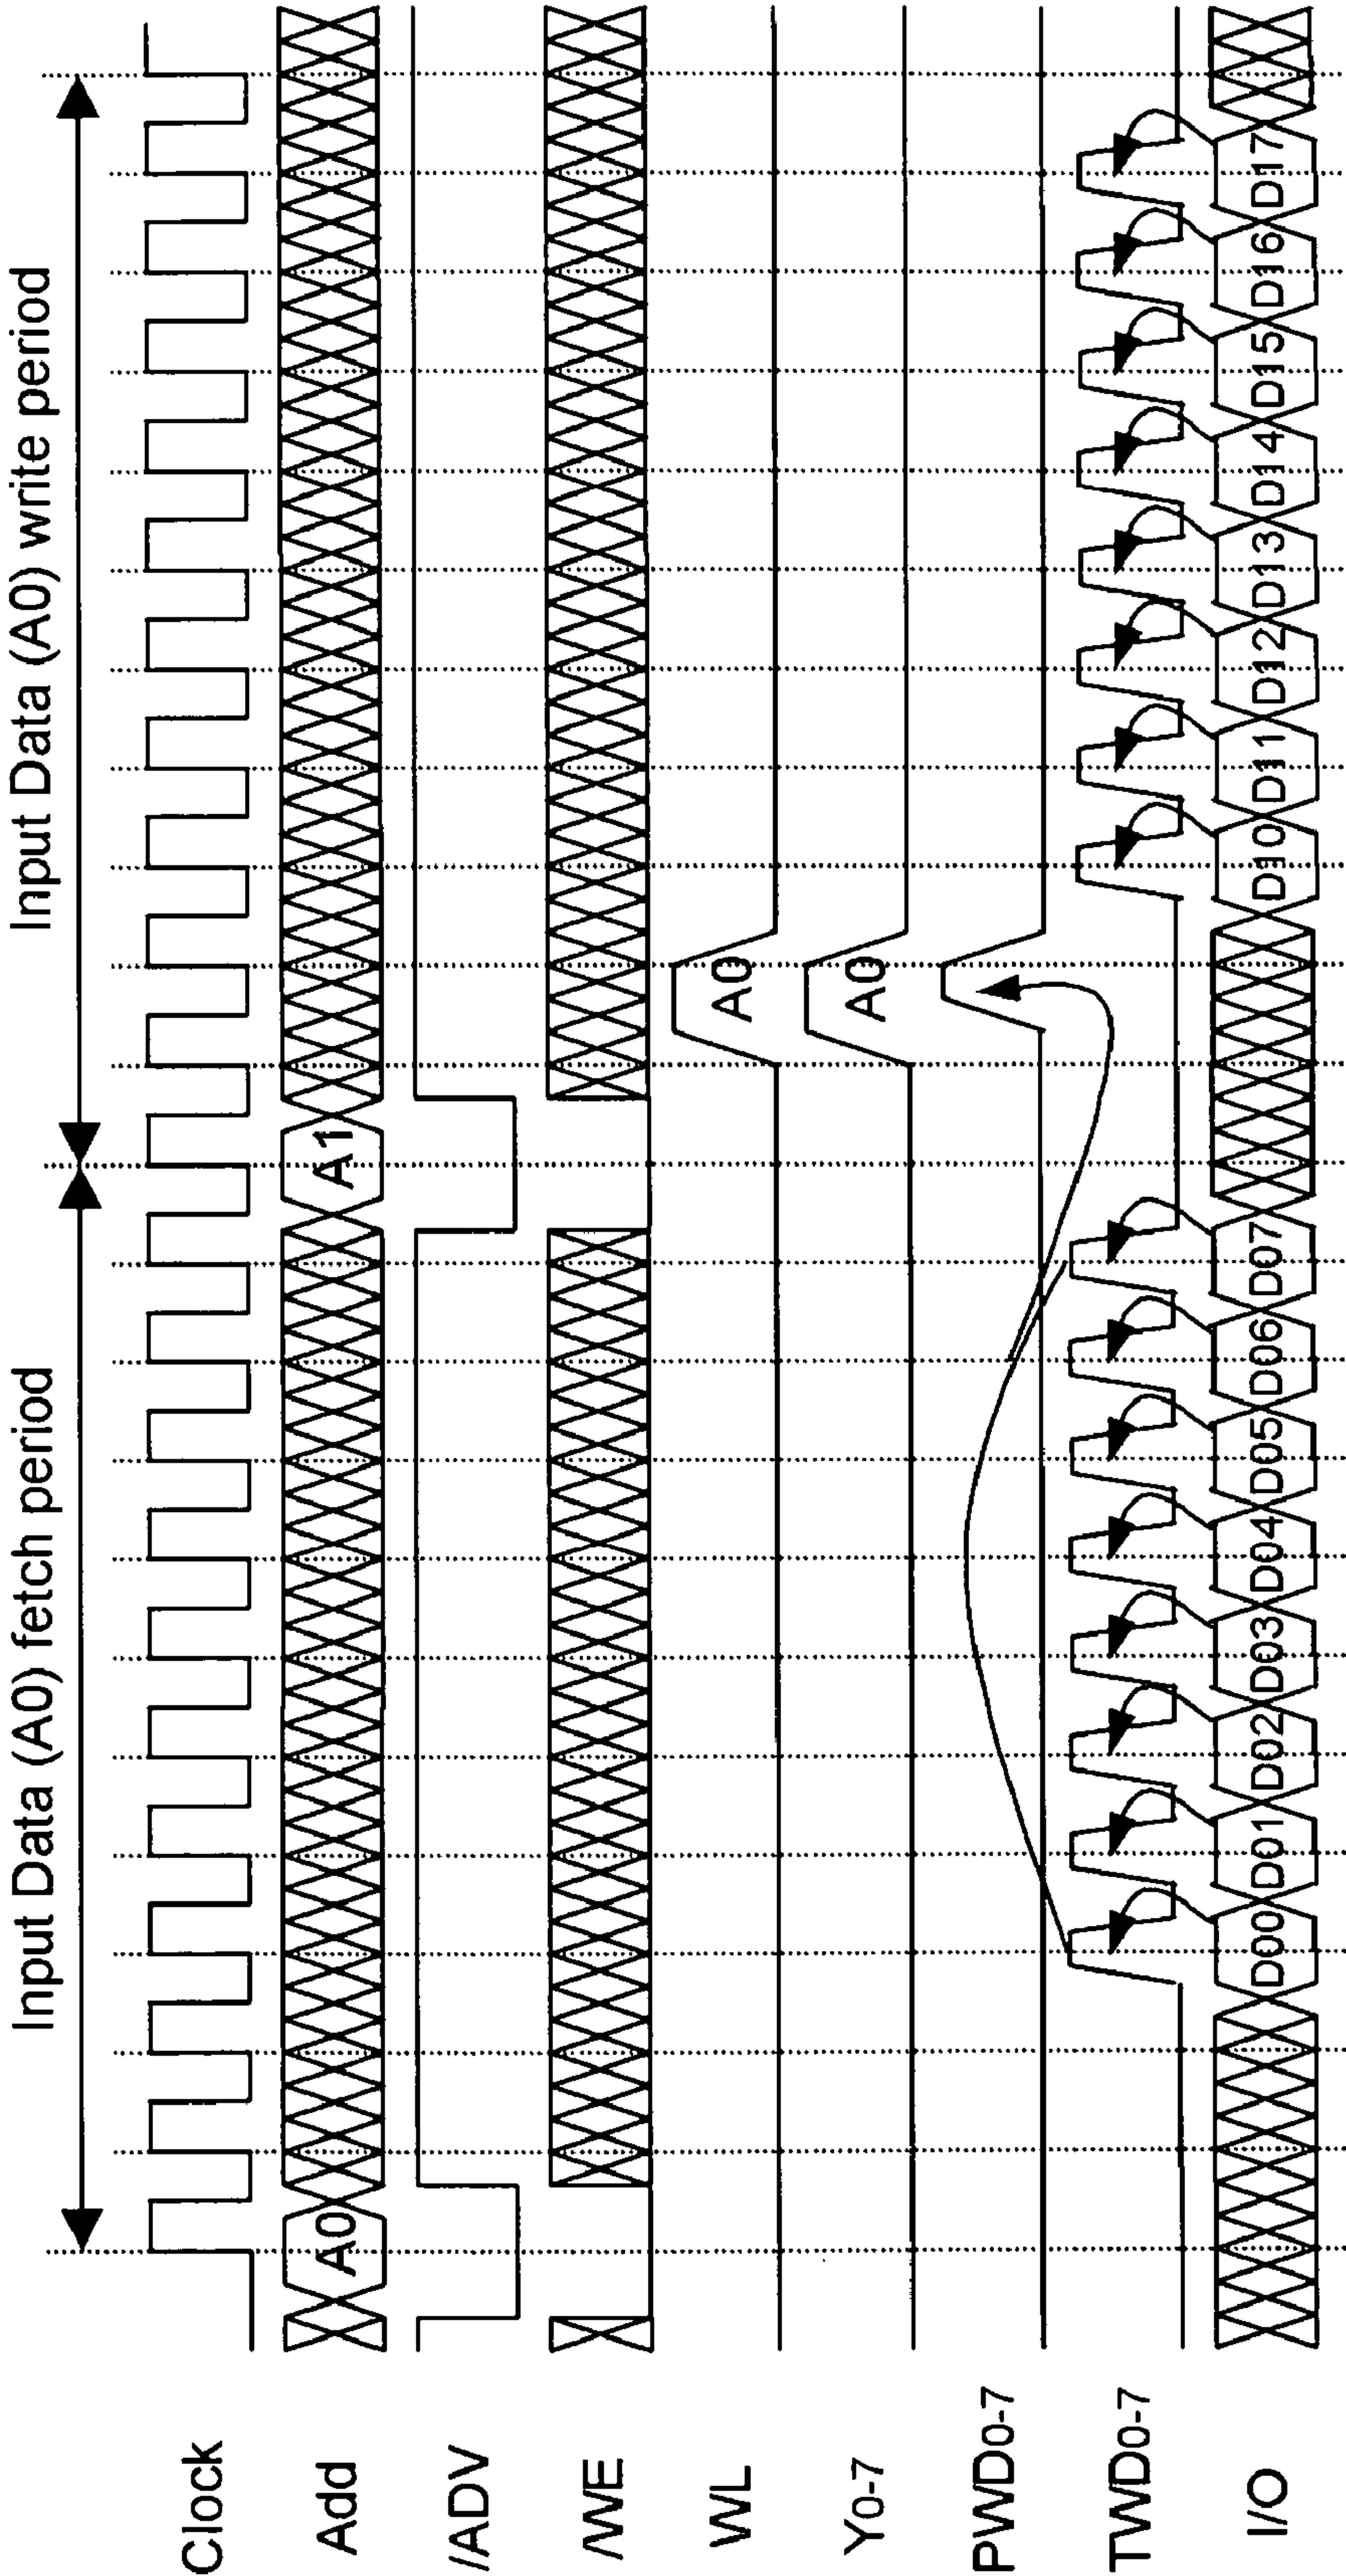 Input Data (A0) fetch period
Input Data (A0) write period
Clock
Add
A0
A1
/ADV
/WE
WL
A0
Y0-7
A0
PWD0-7
TWD0-7
I/O
D00
D01
D02
D03
D04
D05
D06
D07
D10
D11
D12
D13
D14
D15
D16
D17